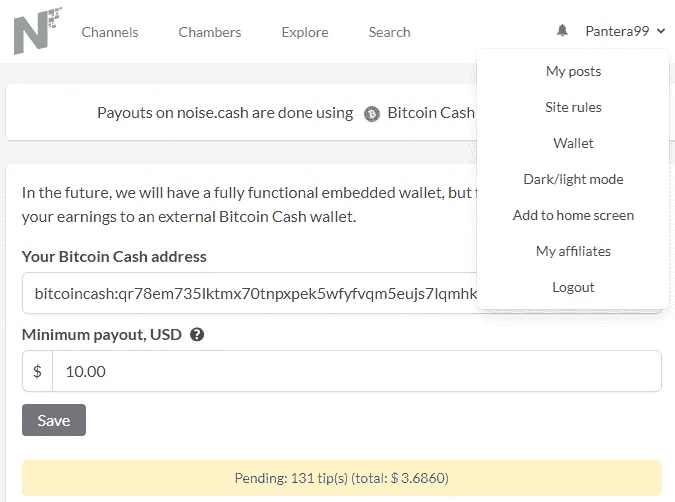 Channels Chambers Explore Search Pantera99
My posts
Site rules
Wallet
Dark/light mode
Add to home screen
My affiliates
Logout
Payouts on noise.cash are done using Bitcoin Cash
In the future, we will have a fully functional embedded wallet, but
your earnings to an external Bitcoin Cash wallet.
Your Bitcoin Cash address
bitcoincash:qr78em735lktmx70tnpxpek5wfyfvqm5eujs7lqmhk
Minimum payout, USD ?
$ 10.00
Save
Pending: 131 tip(s) (total: $ 3.6860)